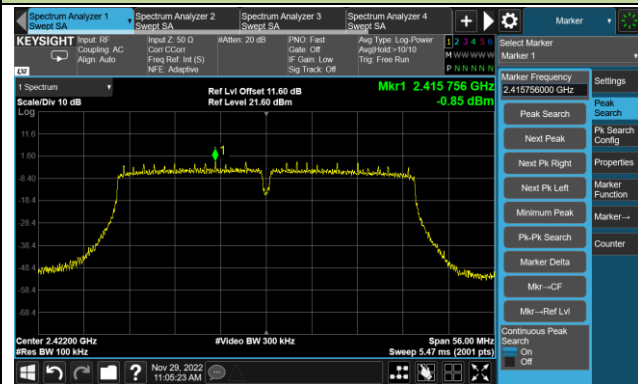 Spectrum Analyzer 1
Swept SA
Spectrum Analyzer 2
Swept SA
Spectrum Analyzer 3
Swept SA
Spectrum Analyzer 4
Swept SA
Marker
KEYSIGHT
Input: RF
Coupling: AC
Align: Auto
Input Z: 50 Ω
Corr CCorr
Freq Ref: Int (S)
NFE: Adaptive
#Atten: 20 dB
PNO: Fast
Gate: Off
IF Gain: Low
Sig Track: Off
Avg Type: Log-Power
Avg|Hold:>10/10
Trig: Free Run
1 2 3 4 5 6
M W W W W W
P N N N N N
LXI
Select Marker
Marker 1
1 Spectrum
Scale/Div 10 dB
Log
Ref Lvl Offset 11.60 dB
Ref Level 21.60 dBm
Mkr1 2.415 756 GHz
-0.85 dBm
11.6
1.60
-8.40
-18.4
-28.4
-38.4
-48.4
-58.4
-68.4
1
Center 2.42200 GHz
#Res BW 100 kHz
#Video BW 300 kHz
Span 56.00 MHz
Sweep 5.47 ms (2001 pts)
Marker Frequency
2.415756000 GHz
Peak Search
Next Peak
Next Pk Right
Next Pk Left
Minimum Peak
Pk-Pk Search
Marker Delta
Mkr→CF
Mkr→Ref Lvl
Continuous Peak
Search
On
Off
Settings
Peak
Search
Pk Search
Config
Properties
Marker
Function
Marker→
Counter
Nov 29, 2022
11:05:23 AM